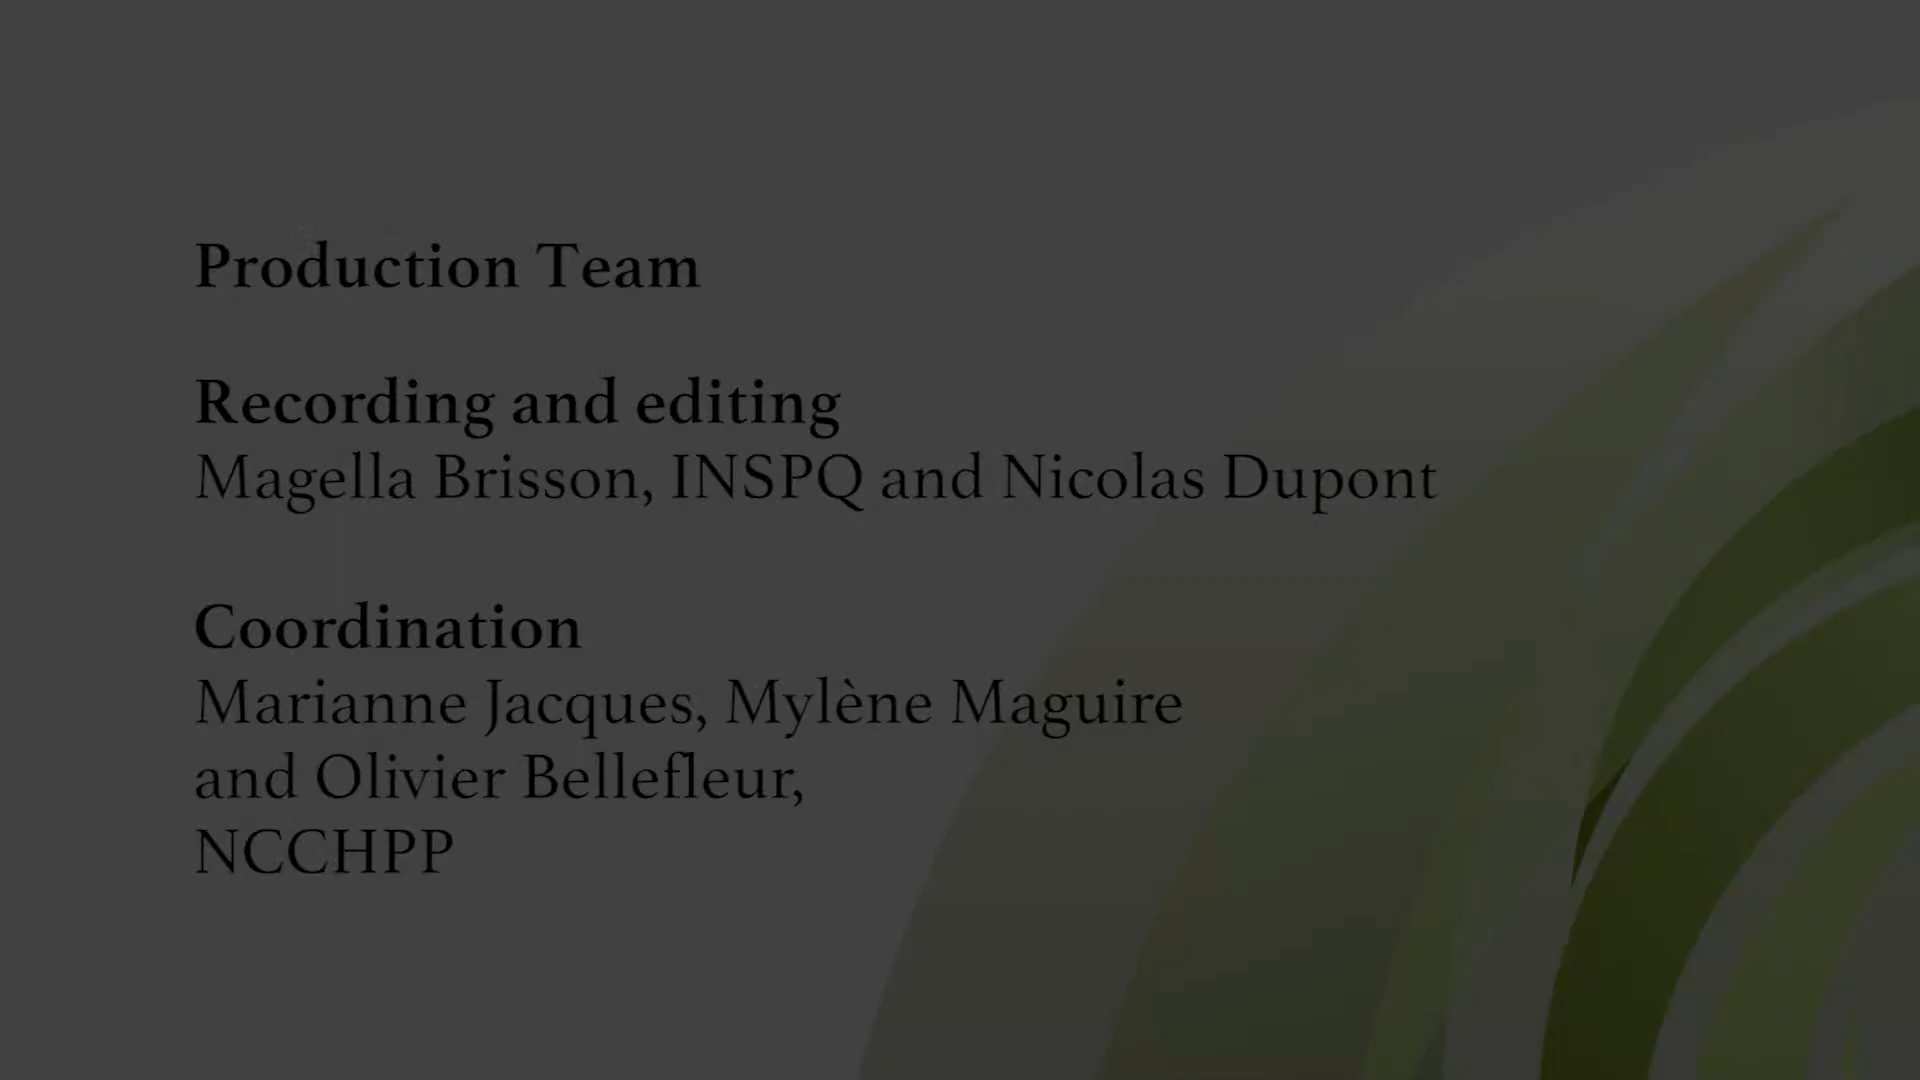 Production Team
Recording and editing
Magella Brisson, INSPQ and Nicolas Dupont
Coordination
Marianne Jacques, Mylène Maguire
and Olivier Bellefleur,
NCCHPP